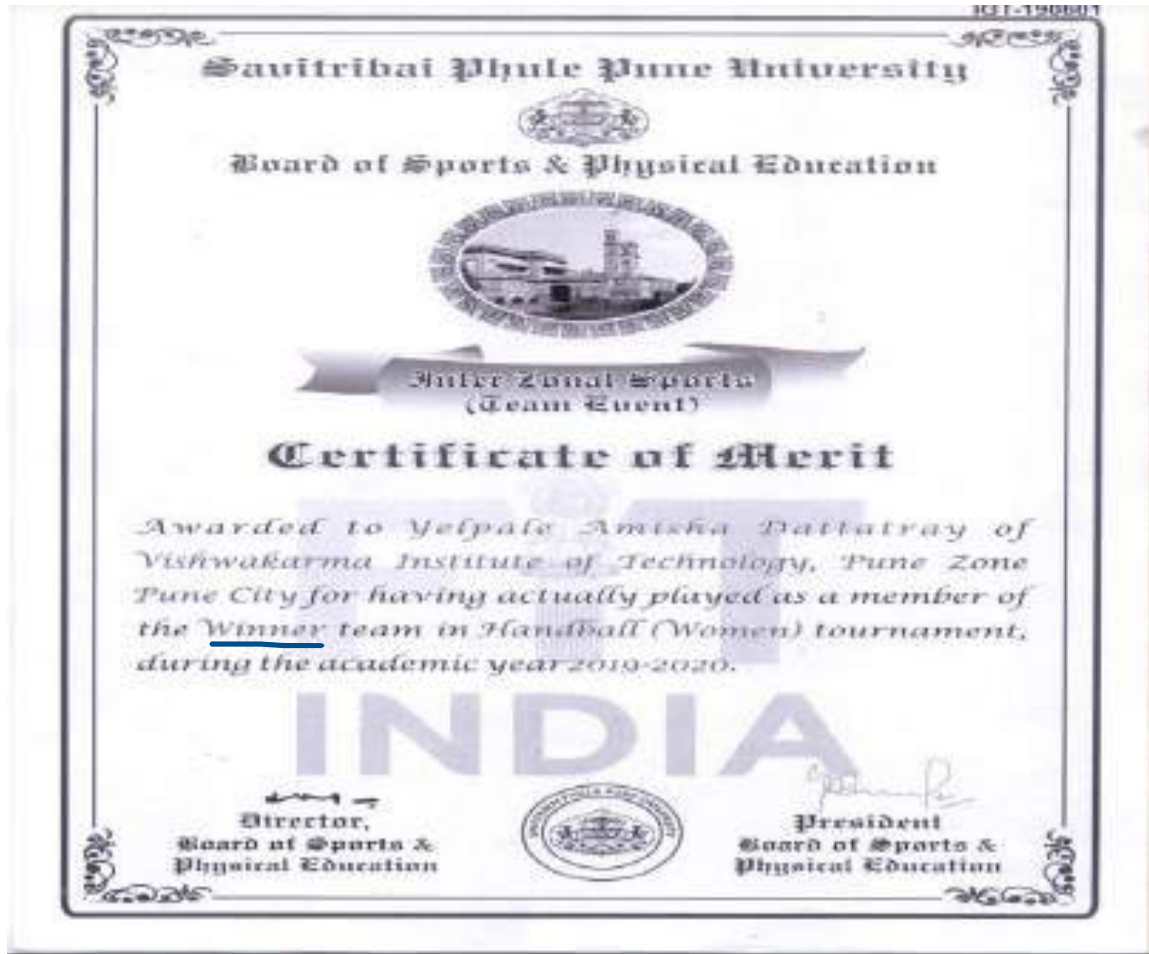 Savitribai Phule Pune University
Board of Sports & Physical Education
Inter Zonal Sports
(Team Event)
Certificate of Merit
Awarded to Yelpale Amisha Dattatray of
Vishwakarma Institute of Technology, Pune Zone
Pune City for having actually played as a member of
the Winner team in Handball (Women) tournament,
during the academic year 2019-2020.
INDIA
Director,
Board of Sports &
Physical Education
President
Board of Sports &
Physical Education